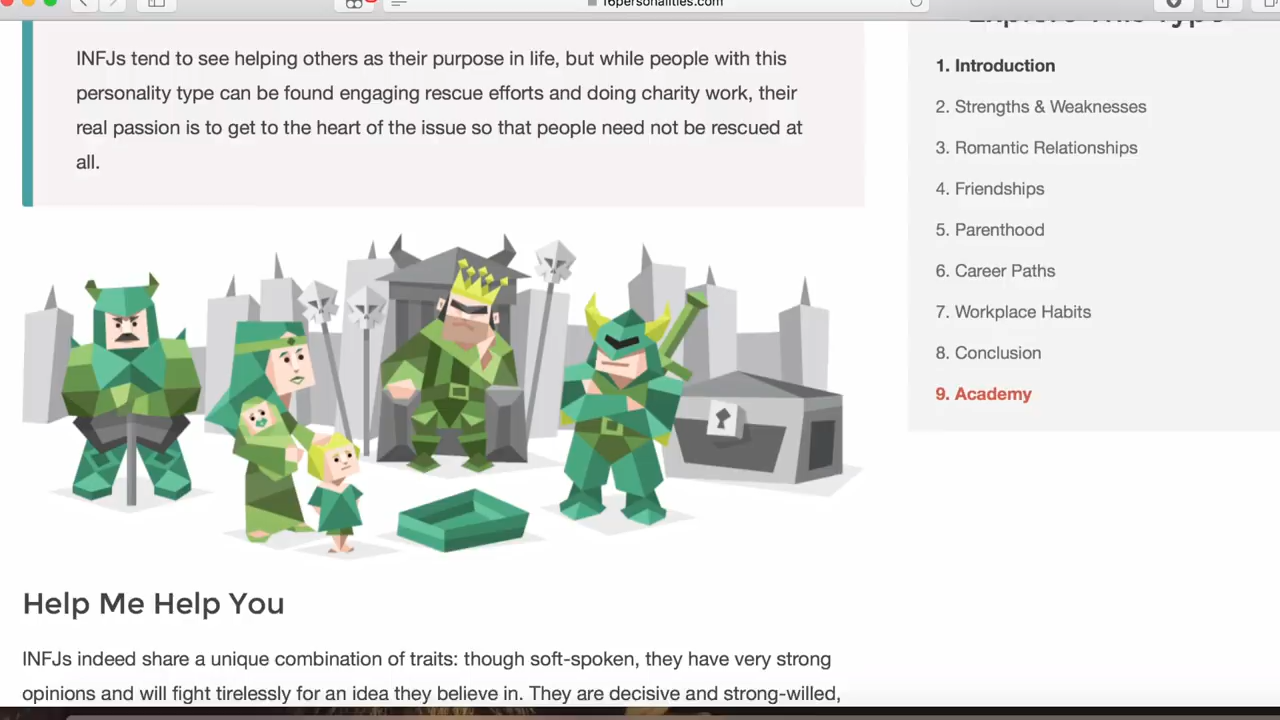 16personalities.com
INFJs tend to see helping others as their purpose in life, but while people with this
personality type can be found engaging rescue efforts and doing charity work, their
real passion is to get to the heart of the issue so that people need not be rescued at
all.
Explore This Type
1. Introduction
2. Strengths & Weaknesses
3. Romantic Relationships
4. Friendships
5. Parenthood
6. Career Paths
7. Workplace Habits
8. Conclusion
9. Academy
Help Me Help You
INFJs indeed share a unique combination of traits: though soft-spoken, they have very strong
opinions and will fight tirelessly for an idea they believe in. They are decisive and strong-willed,